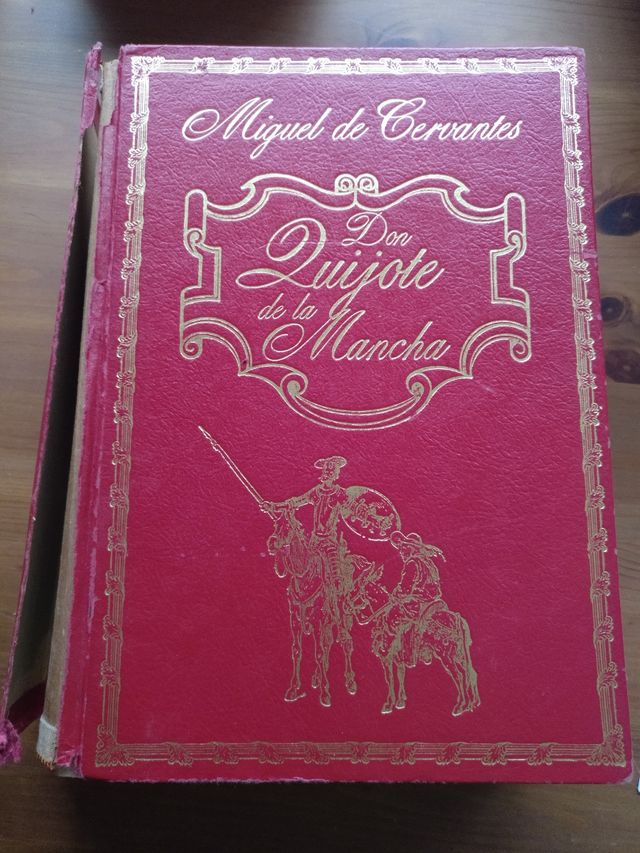 Miguel de Cervantes
Don
Quijote
de la
Mancha